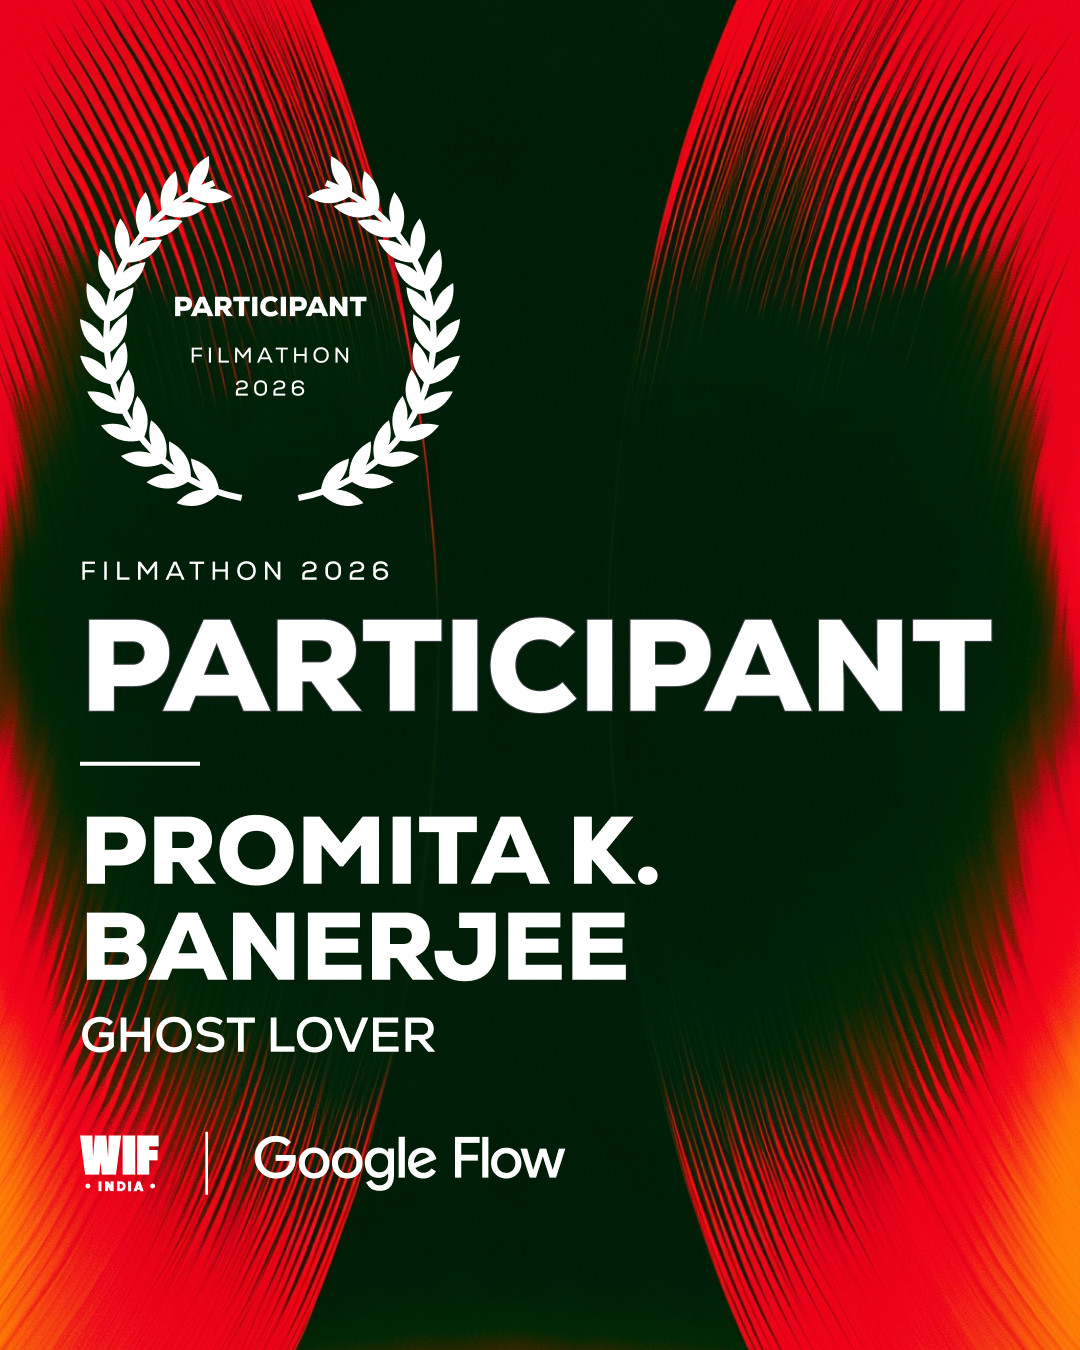 PARTICIPANT
FILMATHON
2026
FILMATHON 2026
PARTICIPANT
PROMITA K.
BANERJEE
GHOST LOVER
WIF
• INDIA •
Google Flow